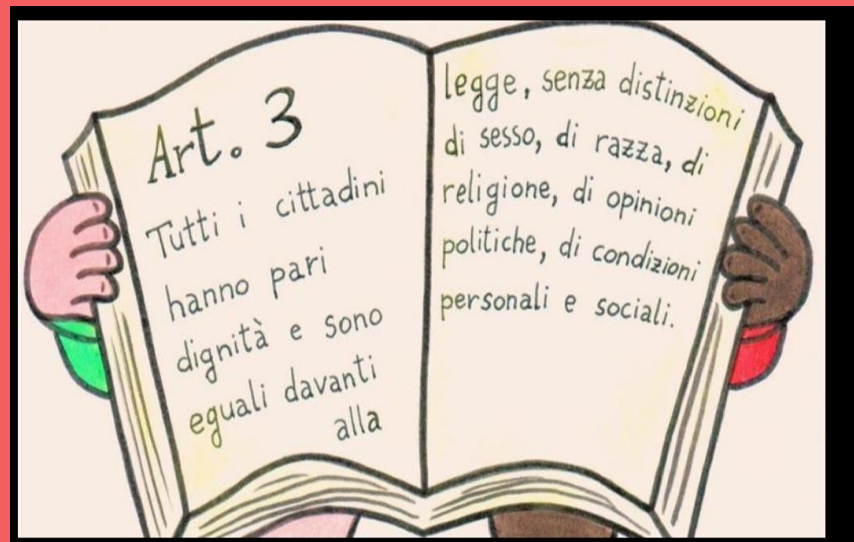 Art. 3
Tutti i cittadini
hanno pari
dignità e sono
eguali davanti
alla
legge, senza distinzioni
di sesso, di razza, di
religione, di opinioni
politiche, di condizioni
personali e sociali.